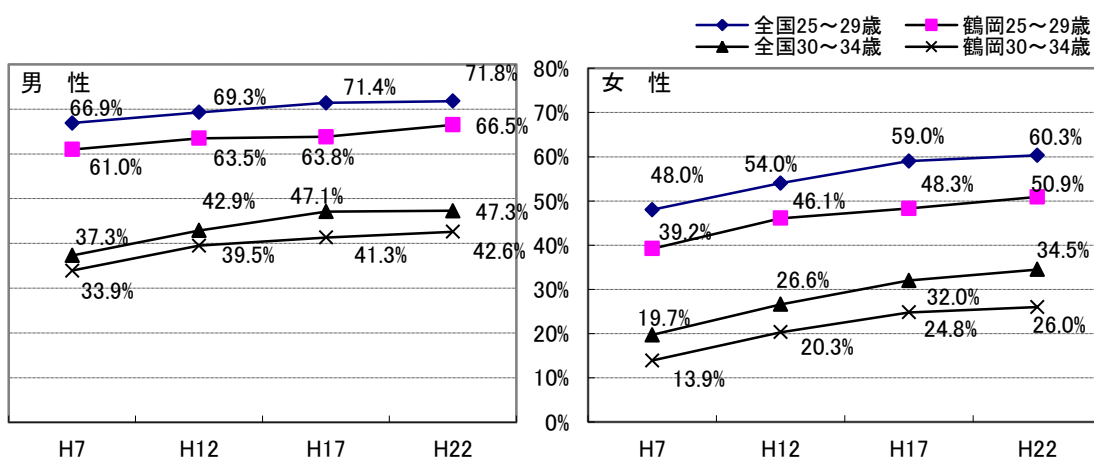 全国25～29歳 鶴岡25～29歳
全国30～34歳 鶴岡30～34歳
男 性
66.9% 69.3% 71.4% 71.8%
61.0% 63.5% 63.8% 66.5%
37.3% 42.9% 47.1% 47.3%
33.9% 39.5% 41.3% 42.6%
H7 H12 H17 H22
80%
70%
60%
50%
40%
30%
20%
10%
0%
女 性
48.0% 54.0% 59.0% 60.3%
39.2% 46.1% 48.3% 50.9%
19.7% 26.6% 32.0% 34.5%
13.9% 20.3% 24.8% 26.0%
H7 H12 H17 H22